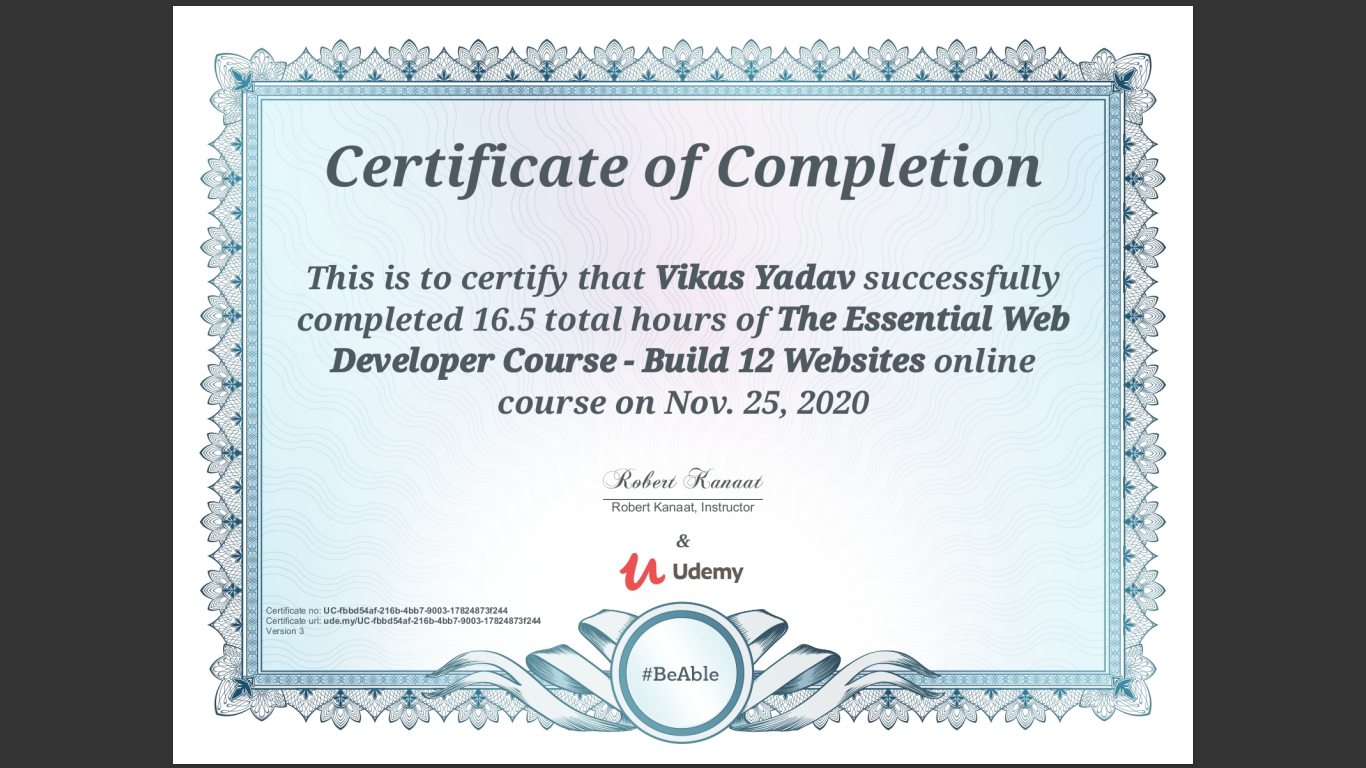 Certificate of Completion
This is to certify that Vikas Yadav successfully
completed 16.5 total hours of The Essential Web
Developer Course - Build 12 Websites online
course on Nov. 25, 2020
Robert Kanaat
Robert Kanaat, Instructor
&
Udemy
Certificate no: UC-fbbd54af-216b-4bb7-9003-17824873f244
Certificate url: ude.my/UC-fbbd54af-216b-4bb7-9003-17824873f244
Version 3
#BeAble